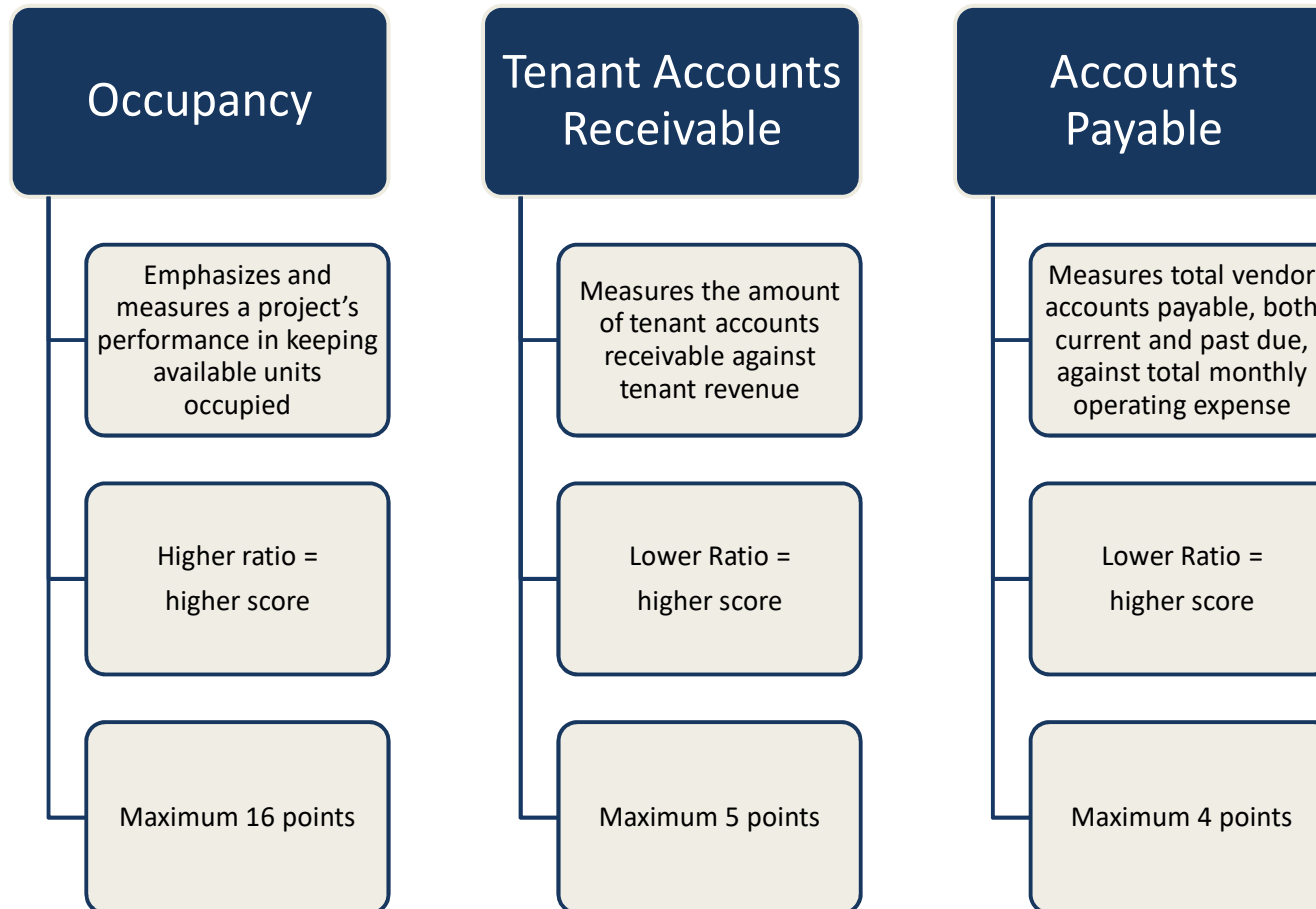 Occupancy
Emphasizes and
measures a project’s
performance in keeping
available units
occupied
Higher ratio =
higher score
Maximum 16 points
Tenant Accounts
Receivable
Measures the amount
of tenant accounts
receivable against
tenant revenue
Lower Ratio =
higher score
Maximum 5 points
Accounts
Payable
Measures total vendor
accounts payable, both
current and past due,
against total monthly
operating expense
Lower Ratio =
higher score
Maximum 4 points